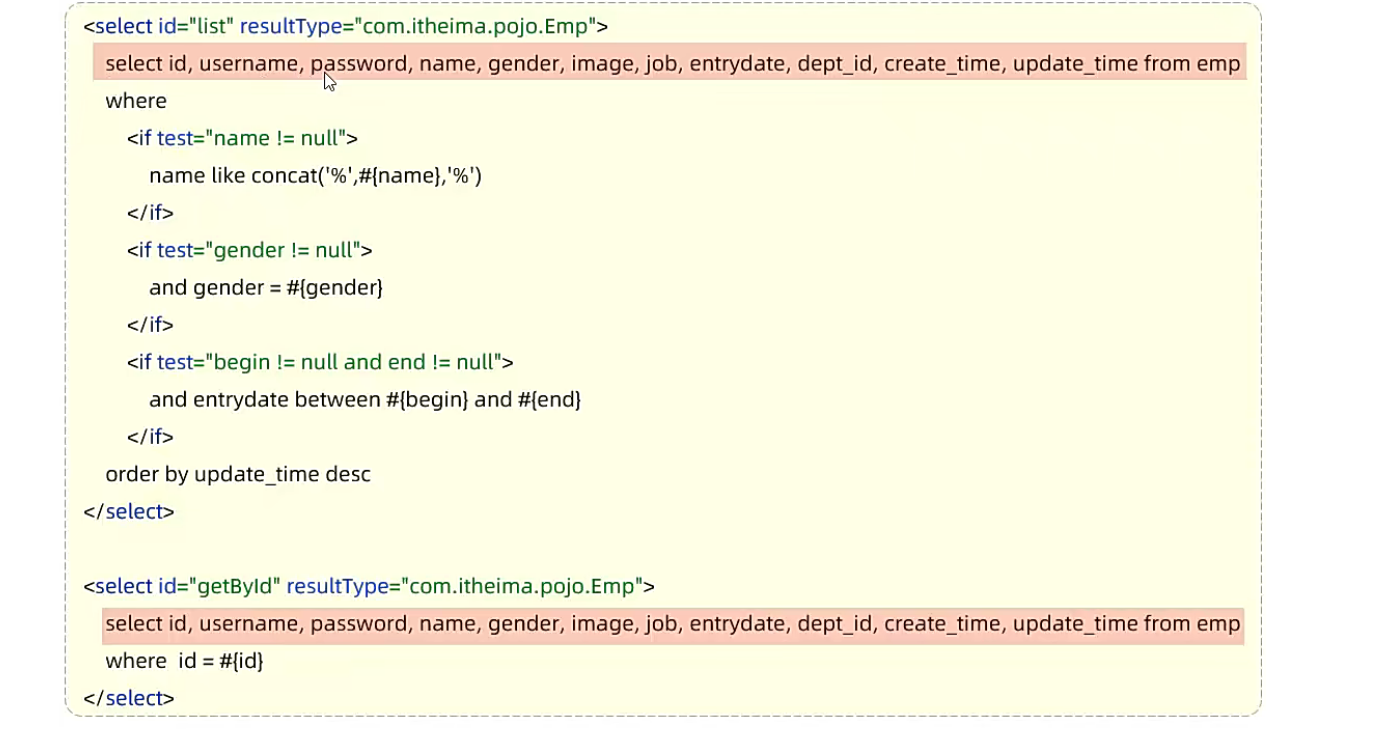 <select id="list" resultType="com.itheima.pojo.Emp">
select id, username, password, name, gender, image, job, entrydate, dept_id, create_time, update_time from emp
where
<if test="name != null">
name like concat('%',#{name},'%')
</if>
<if test="gender != null">
and gender = #{gender}
</if>
<if test="begin != null and end != null">
and entrydate between #{begin} and #{end}
</if>
order by update_time desc
</select>
<select id="getById" resultType="com.itheima.pojo.Emp">
select id, username, password, name, gender, image, job, entrydate, dept_id, create_time, update_time from emp
where  id = #{id}
</select>